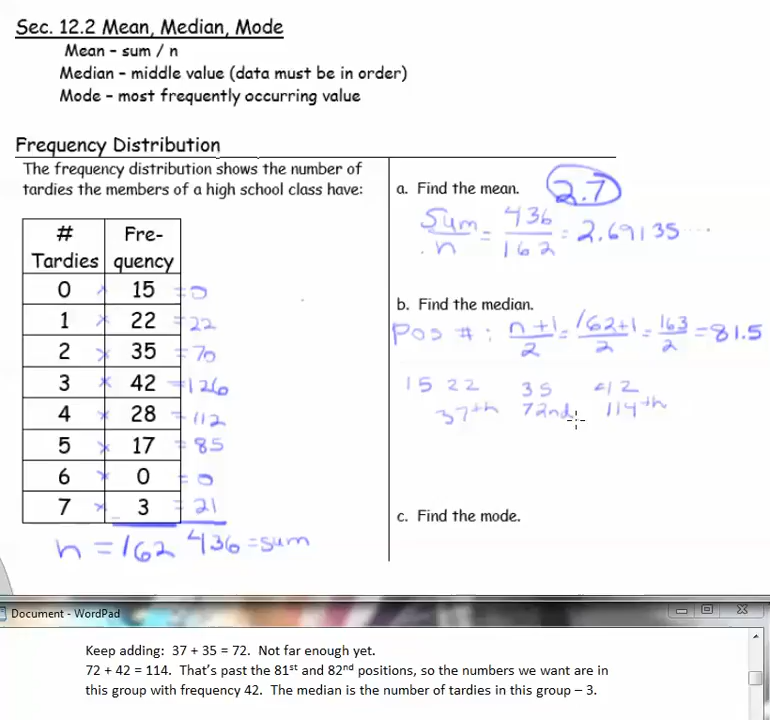 Sec. 12.2 Mean, Median, Mode
Mean – sum / n
Median – middle value (data must be in order)
Mode – most frequently occurring value
Frequency Distribution
The frequency distribution shows the number of
tardies the members of a high school class have:
# Tardies Fre-quency
0 x 15 = 0
1 x 22 = 22
2 x 35 = 70
3 x 42 = 126
4 x 28 = 112
5 x 17 = 85
6 x 0 = 0
7 x 3 = 21
n = 162 436 = sum
a. Find the mean. 2.7
Sum/n = 436/162 = 2.69135...
b. Find the median.
Pos #: n+1/2 = 162+1/2 = 163/2 = 81.5
15 22 35 42
37th 72nd 114th
c. Find the mode.
Document - WordPad
Keep adding: 37 + 35 = 72. Not far enough yet.
72 + 42 = 114. That's past the 81st and 82nd positions, so the numbers we want are in
this group with frequency 42. The median is the number of tardies in this group – 3.